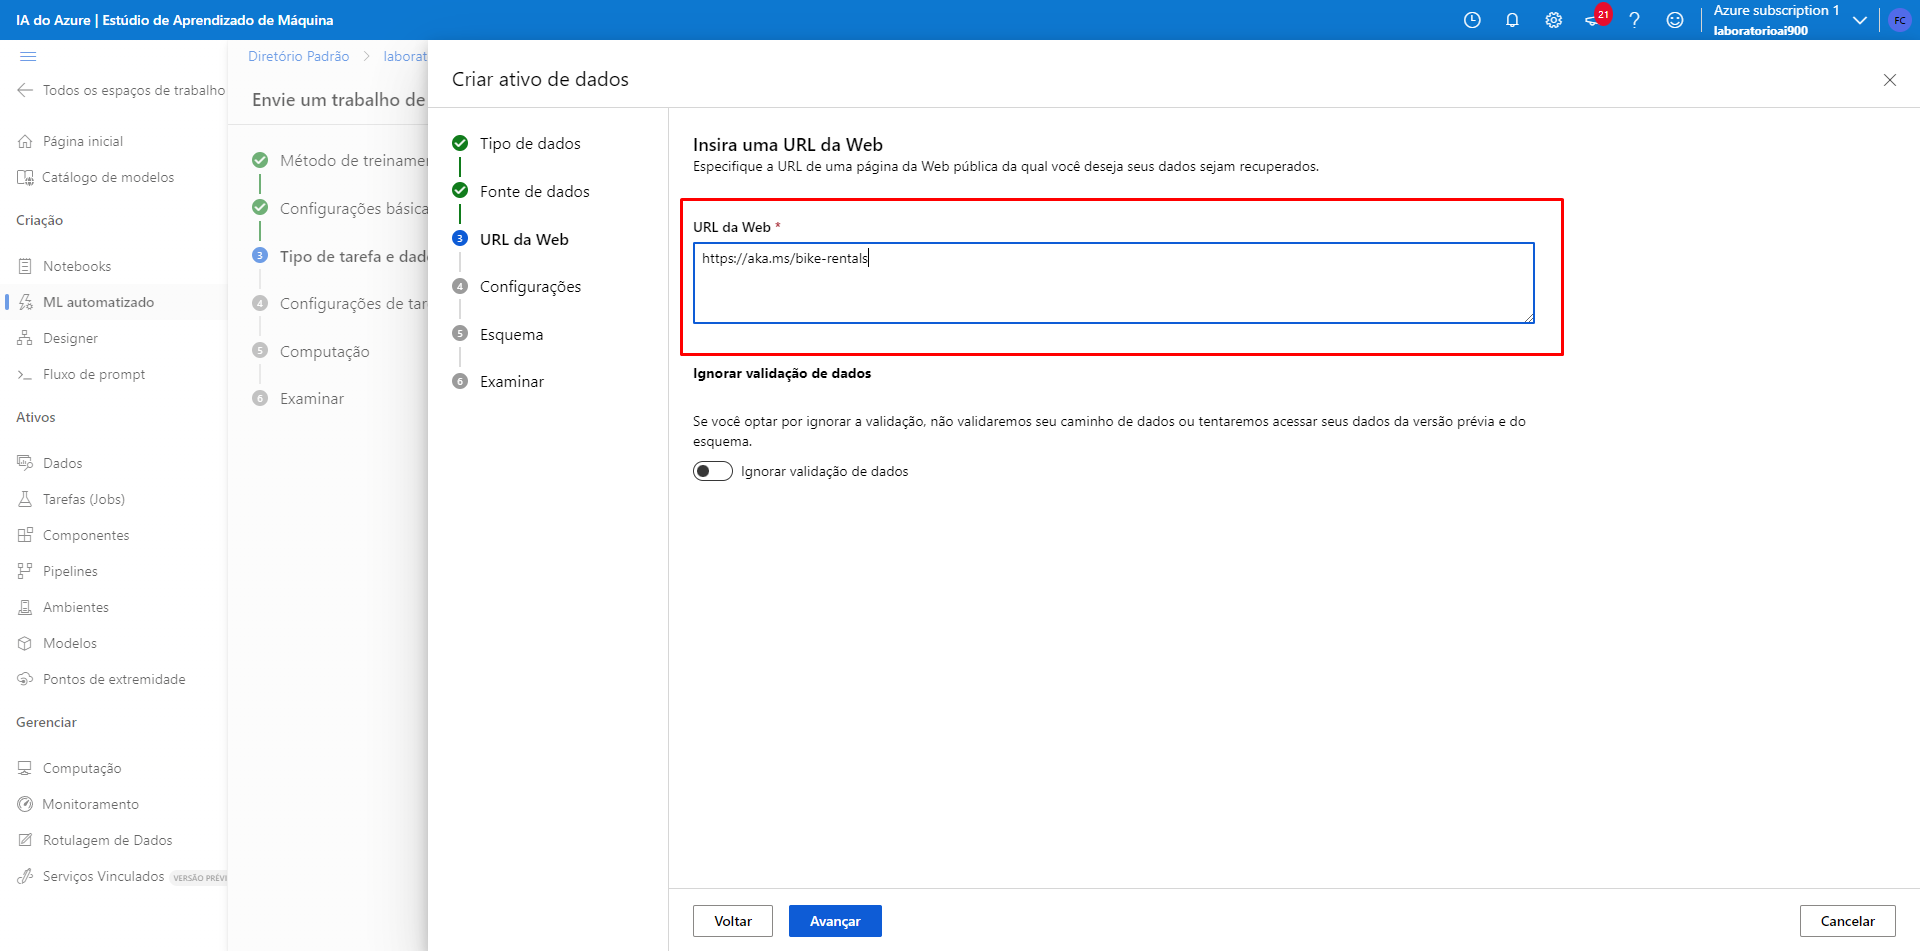 IA do Azure | Estúdio de Aprendizado de Máquina
21
Azure subscription 1
laboratorioai900
FC
Todos os espaços de trabalho
Página inicial
Catálogo de modelos
Criação
Notebooks
ML automatizado
Designer
Fluxo de prompt
Ativos
Dados
Tarefas (Jobs)
Componentes
Pipelines
Ambientes
Modelos
Pontos de extremidade
Gerenciar
Computação
Monitoramento
Rotulagem de Dados
Serviços Vinculados VERSÃO PRÉVI
Diretório Padrão > laborat
Envie um trabalho de
Método de treiname
Configurações básica
3 Tipo de tarefa e dad
4 Configurações de tar
5 Computação
6 Examinar
Criar ativo de dados
Tipo de dados
Fonte de dados
3 URL da Web
4 Configurações
5 Esquema
6 Examinar
Insira uma URL da Web
Especifique a URL de uma página da Web pública da qual você deseja seus dados sejam recuperados.
URL da Web *
https://aka.ms/bike-rentals
Ignorar validação de dados
Se você optar por ignorar a validação, não validaremos seu caminho de dados ou tentaremos acessar seus dados da versão prévia e do
esquema.
Ignorar validação de dados
Voltar
Avançar
Cancelar